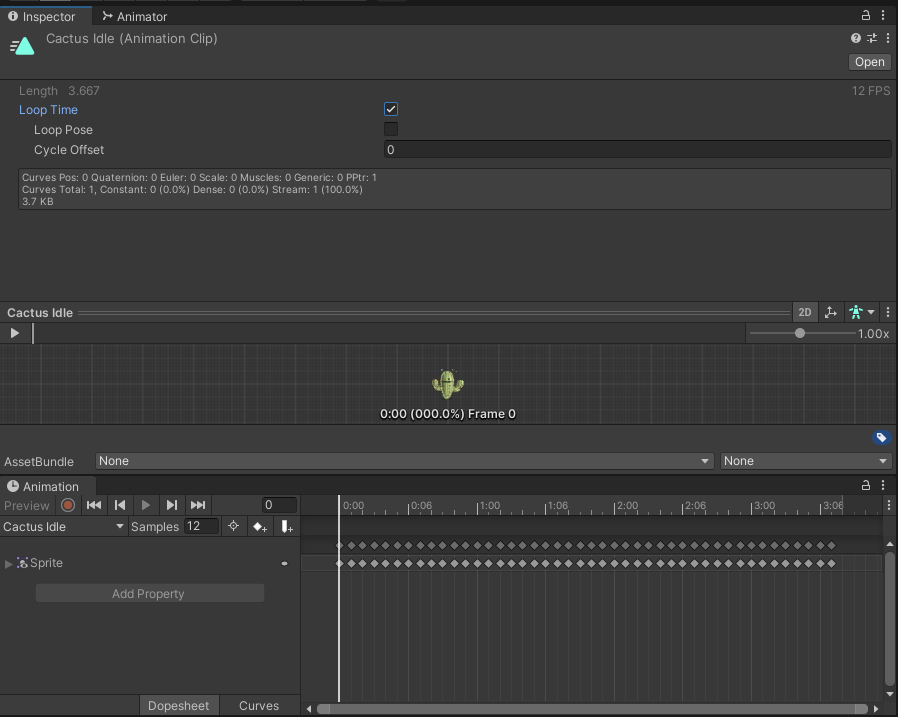 Inspector Animator
Cactus Idle (Animation Clip)
Open
Length 3.667 12 FPS
Loop Time
Loop Pose
Cycle Offset 0
Curves Pos: 0 Quaternion: 0 Euler: 0 Scale: 0 Muscles: 0 Generic: 0 PPtr: 1
Curves Total: 1, Constant: 0 (0.0%) Dense: 0 (0.0%) Stream: 1 (100.0%)
3.7 KB
Cactus Idle 2D
1.00x
0:00 (000.0%) Frame 0
AssetBundle None None
Animation
Preview 0 0:00 0:06 1:00 1:06 2:00 2:06 3:00 3:06
Cactus Idle Samples 12
Sprite
Add Property
Dopesheet Curves